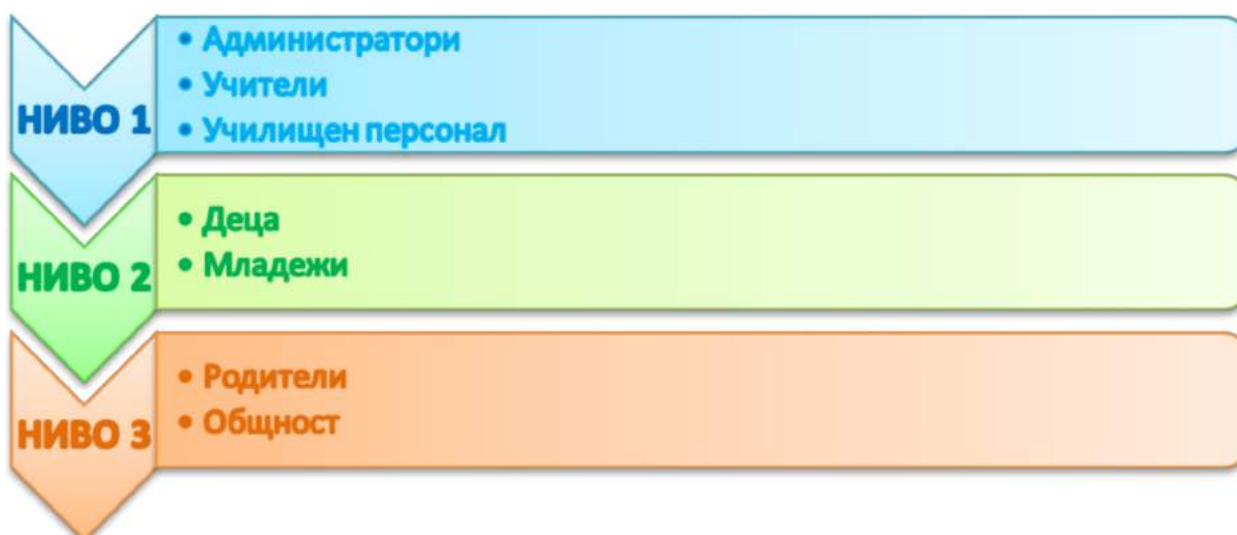 НИВО 1
• Администратори
• Учители
• Училищен персонал
НИВО 2
• Деца
• Младежи
НИВО 3
• Родители
• Общност